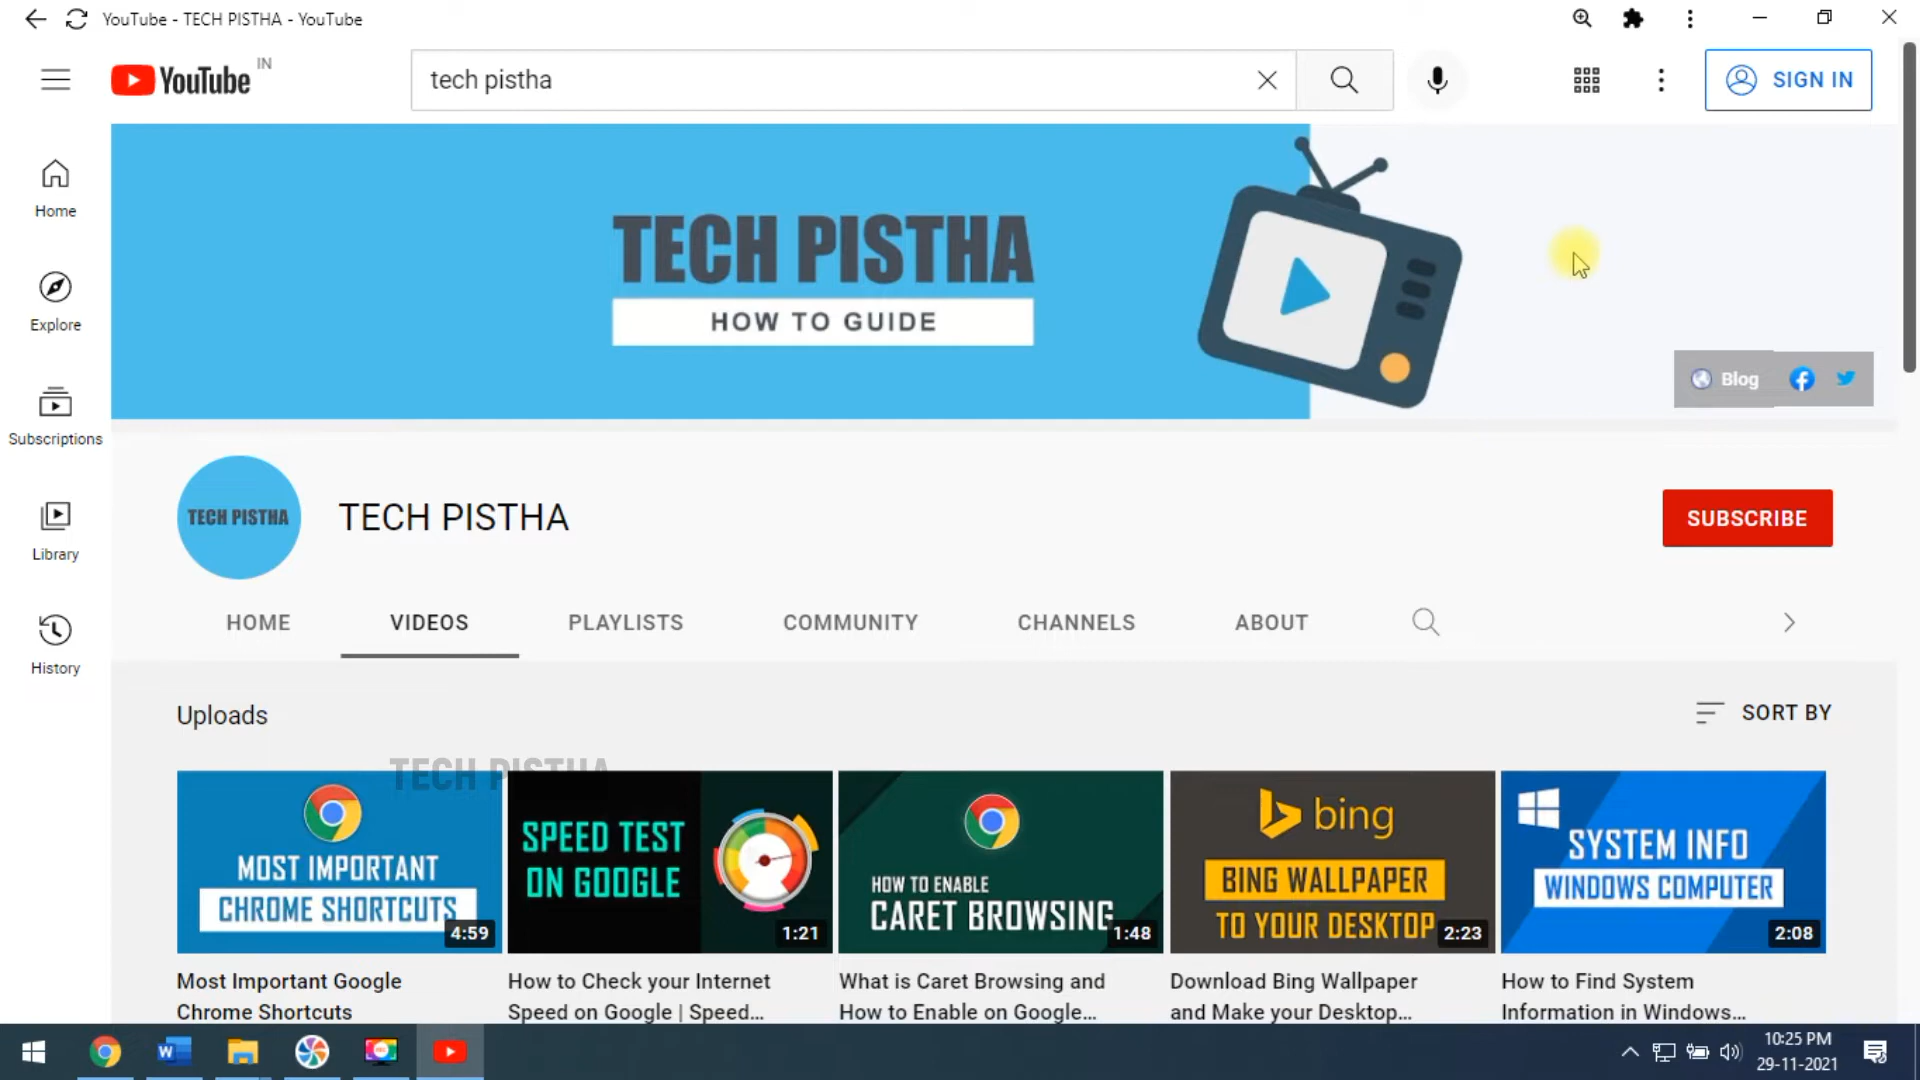 YouTube - TECH PISTHA - YouTube
YouTube IN
tech pistha
SIGN IN
Home
Explore
Subscriptions
Library
History
TECH PISTHA
HOW TO GUIDE
Blog
TECH PISTHA
TECH PISTHA
SUBSCRIBE
HOME VIDEOS PLAYLISTS COMMUNITY CHANNELS ABOUT
Uploads
SORT BY
TECH PISTHA
MOST IMPORTANT
CHROME SHORTCUTS
4:59
Most Important Google
Chrome Shortcuts
SPEED TEST
ON GOOGLE
1:21
How to Check your Internet
Speed on Google | Speed...
HOW TO ENABLE
CARET BROWSING
1:48
What is Caret Browsing and
How to Enable on Google...
bing
BING WALLPAPER
TO YOUR DESKTOP
2:23
Download Bing Wallpaper
and Make your Desktop...
SYSTEM INFO
WINDOWS COMPUTER
2:08
How to Find System
Information in Windows...
10:25 PM
29-11-2021